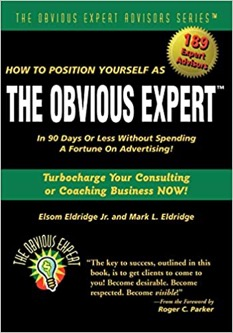 THE OBVIOUS EXPERT ADVISORS SERIES™
189
Expert
Advisors
HOW TO POSITION YOURSELF AS
THE OBVIOUS EXPERT™
In 90 Days Or Less Without Spending
A Fortune On Advertising!
Turbocharge Your Consulting
or Coaching Business NOW!
Elsom Eldridge Jr. and Mark L. Eldridge
THE OBVIOUS EXPERT
"The key to success, outlined in this
book, is to get clients to come to
you! Become desirable. Become
respected. Become visible!"
—From the Foreword by
Roger C. Parker